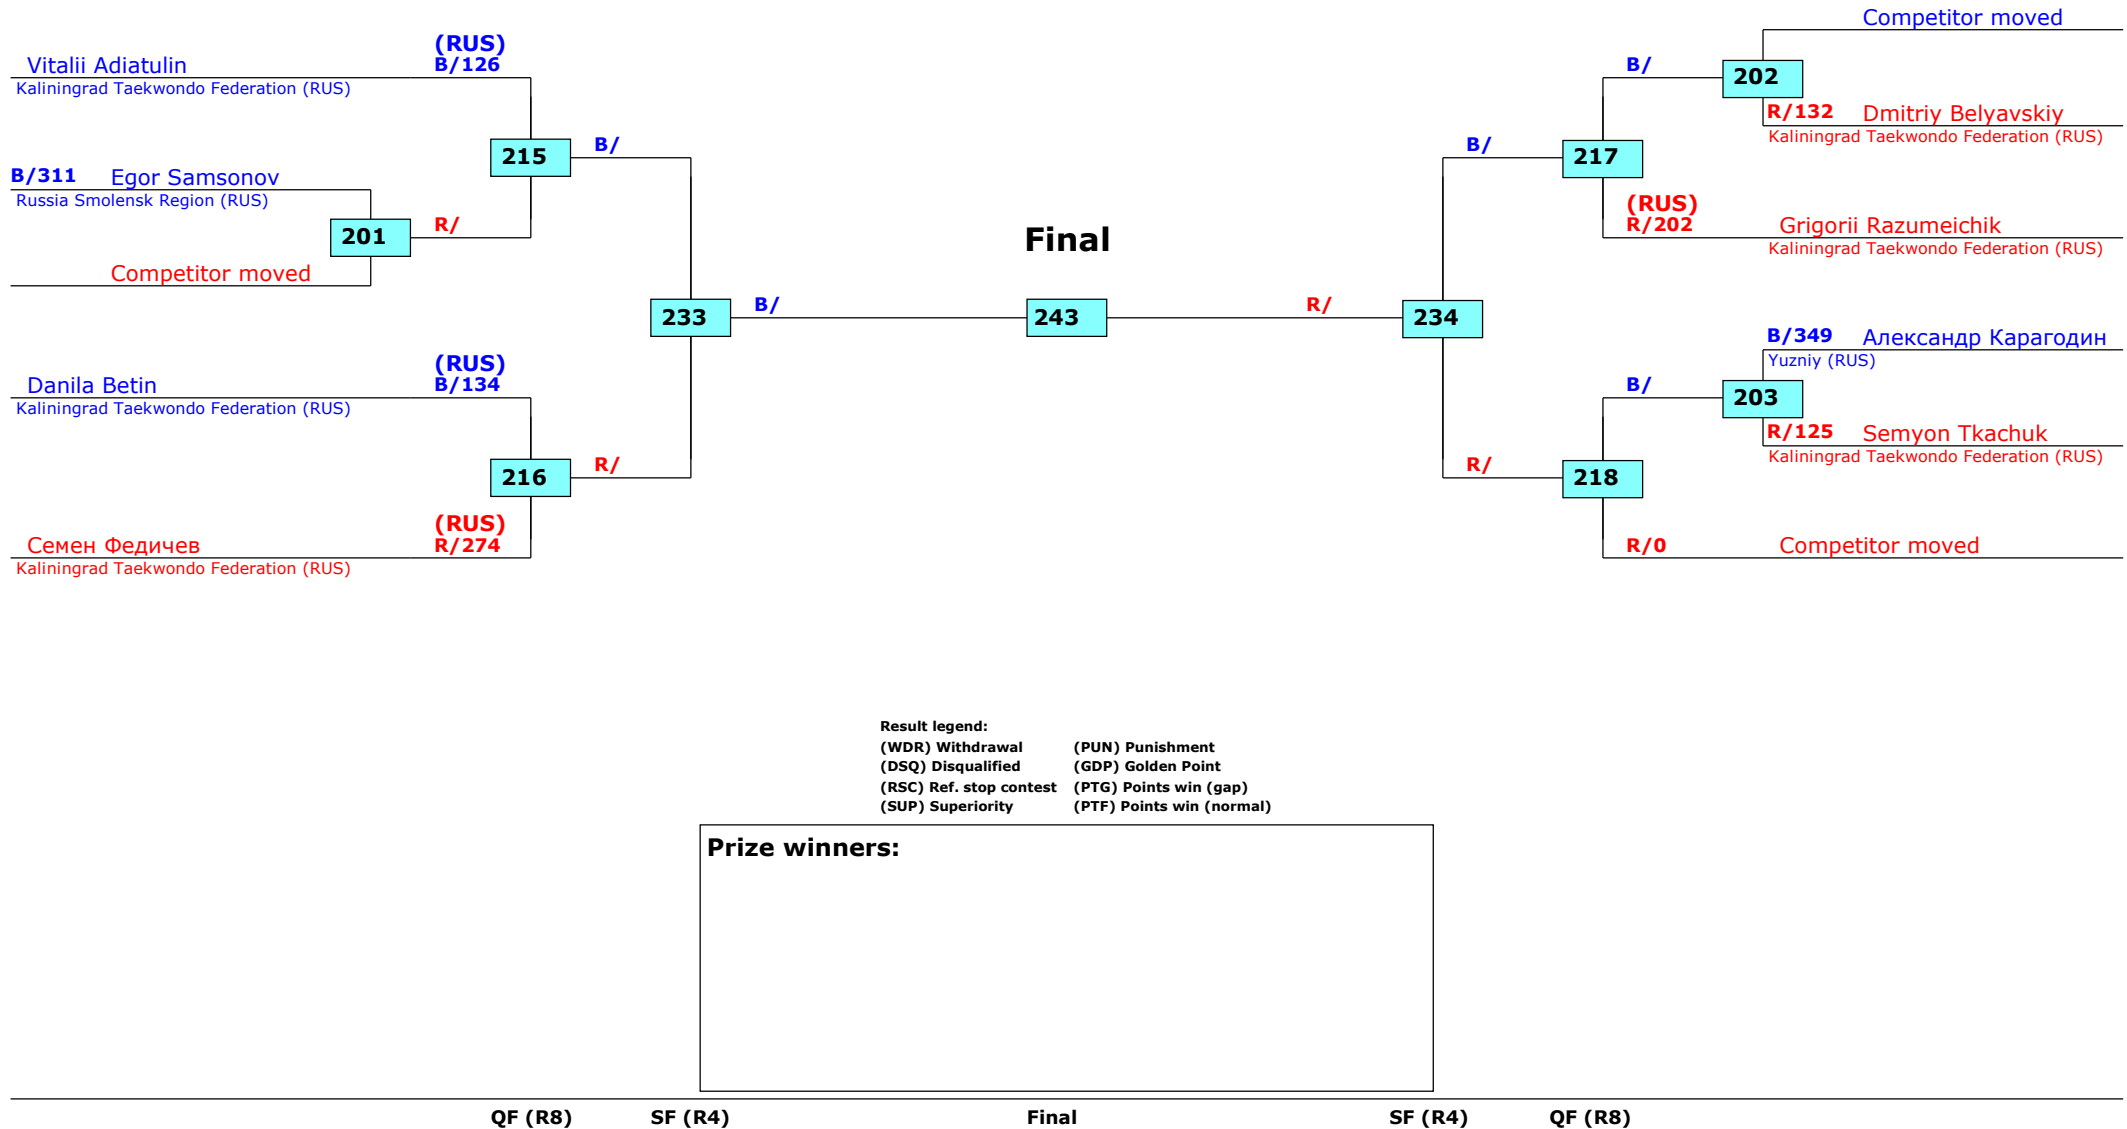 Competitor moved
(RUS)
Vitalii Adiatulin B/126
Kaliningrad Taekwondo Federation (RUS)
B/ 202
R/132 Dmitriy Belyavskiy
Kaliningrad Taekwondo Federation (RUS)
215 B/
B/ 217
B/311 Egor Samsonov
Russia Smolensk Region (RUS)
(RUS)
R/202 Grigorii Razumeichik
Kaliningrad Taekwondo Federation (RUS)
201 R/
Final
Competitor moved
233 B/ 243 R/ 234
B/349 Александр Карагодин
Yuzniy (RUS)
(RUS)
Danila Betin B/134
Kaliningrad Taekwondo Federation (RUS)
B/ 203
R/125 Semyon Tkachuk
Kaliningrad Taekwondo Federation (RUS)
216 R/
R/ 218
(RUS)
Семен Федичев R/274
Kaliningrad Taekwondo Federation (RUS)
R/0 Competitor moved
Result legend:
(WDR) Withdrawal (PUN) Punishment
(DSQ) Disqualified (GDP) Golden Point
(RSC) Ref. stop contest (PTG) Points win (gap)
(SUP) Superiority (PTF) Points win (normal)
Prize winners:
QF (R8) SF (R4) Final SF (R4) QF (R8)